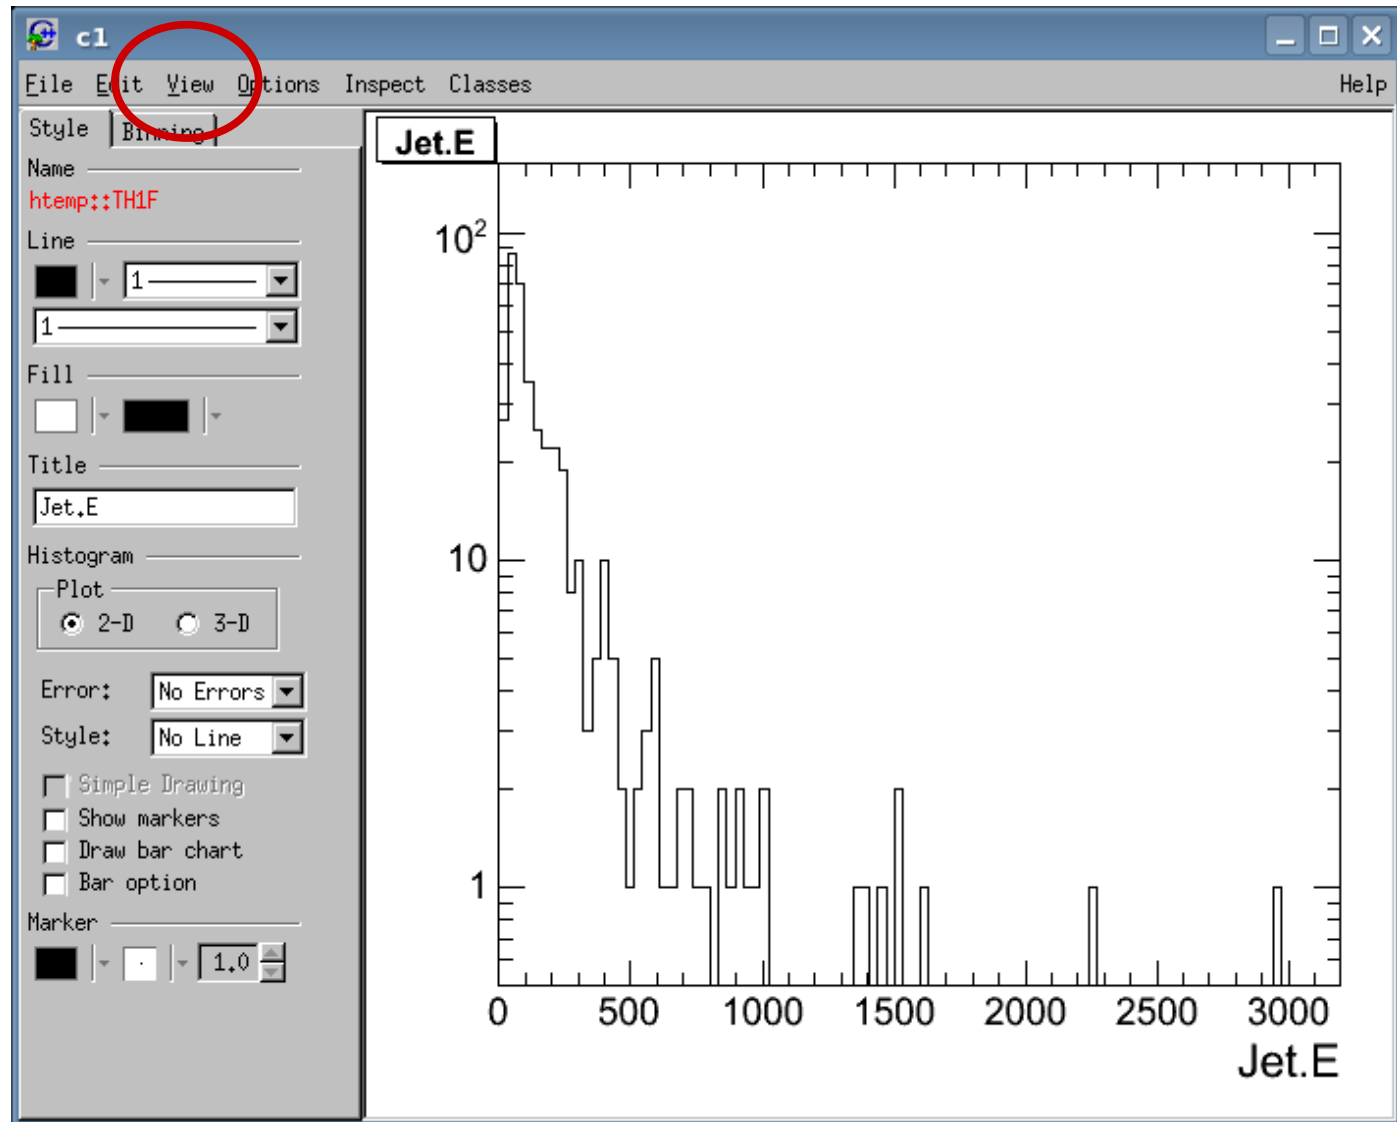 c1
File Edit View Options Inspect Classes Help
Style Binning
Name
htemp::TH1F
Line
1
1
Fill
Title
Jet.E
Histogram
Plot
2-D 3-D
Error: No Errors
Style: No Line
Simple Drawing
Show markers
Draw bar chart
Bar option
Marker
1.0
Jet.E
10²
10
1
0 500 1000 1500 2000 2500 3000
Jet.E